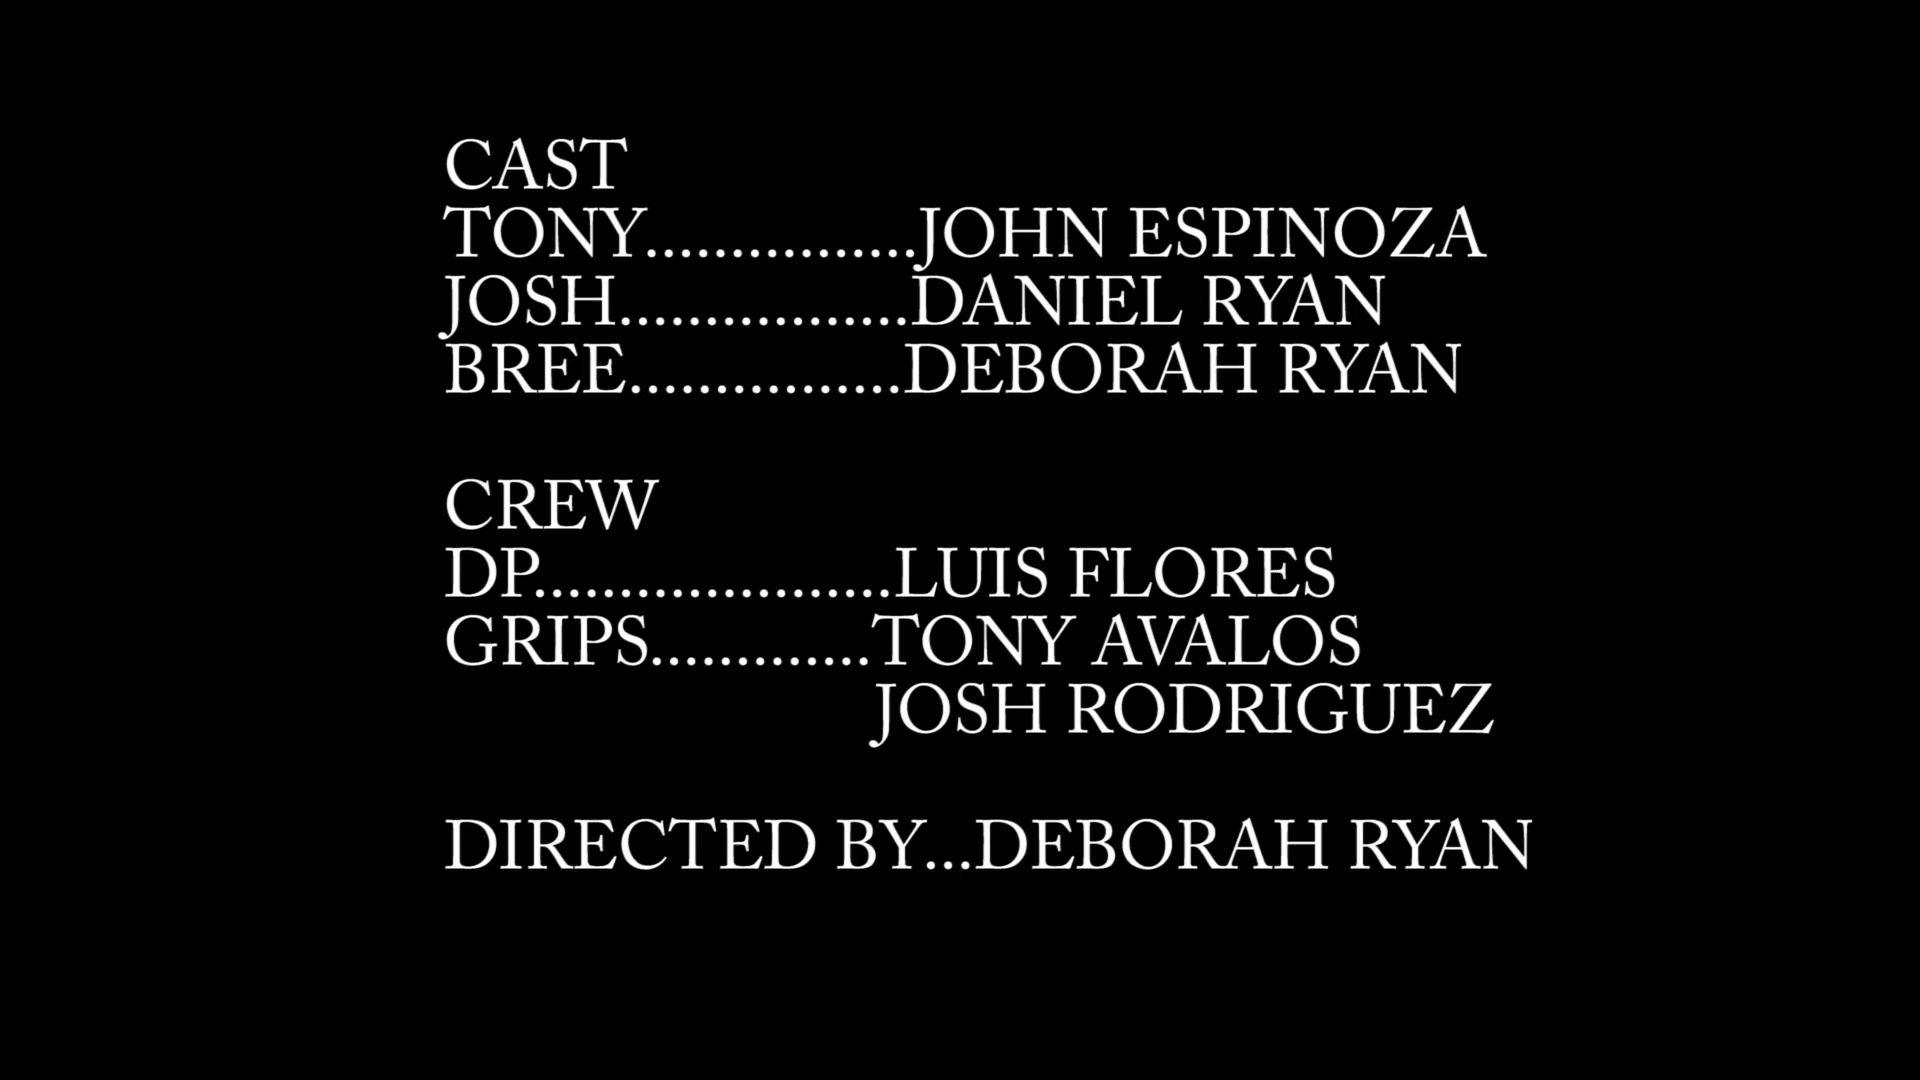 CAST
TONY................JOHN ESPINOZA
JOSH.................DANIEL RYAN
BREE................DEBORAH RYAN
CREW
DP.....................LUIS FLORES
GRIPS.............TONY AVALOS
JOSH RODRIGUEZ
DIRECTED BY...DEBORAH RYAN